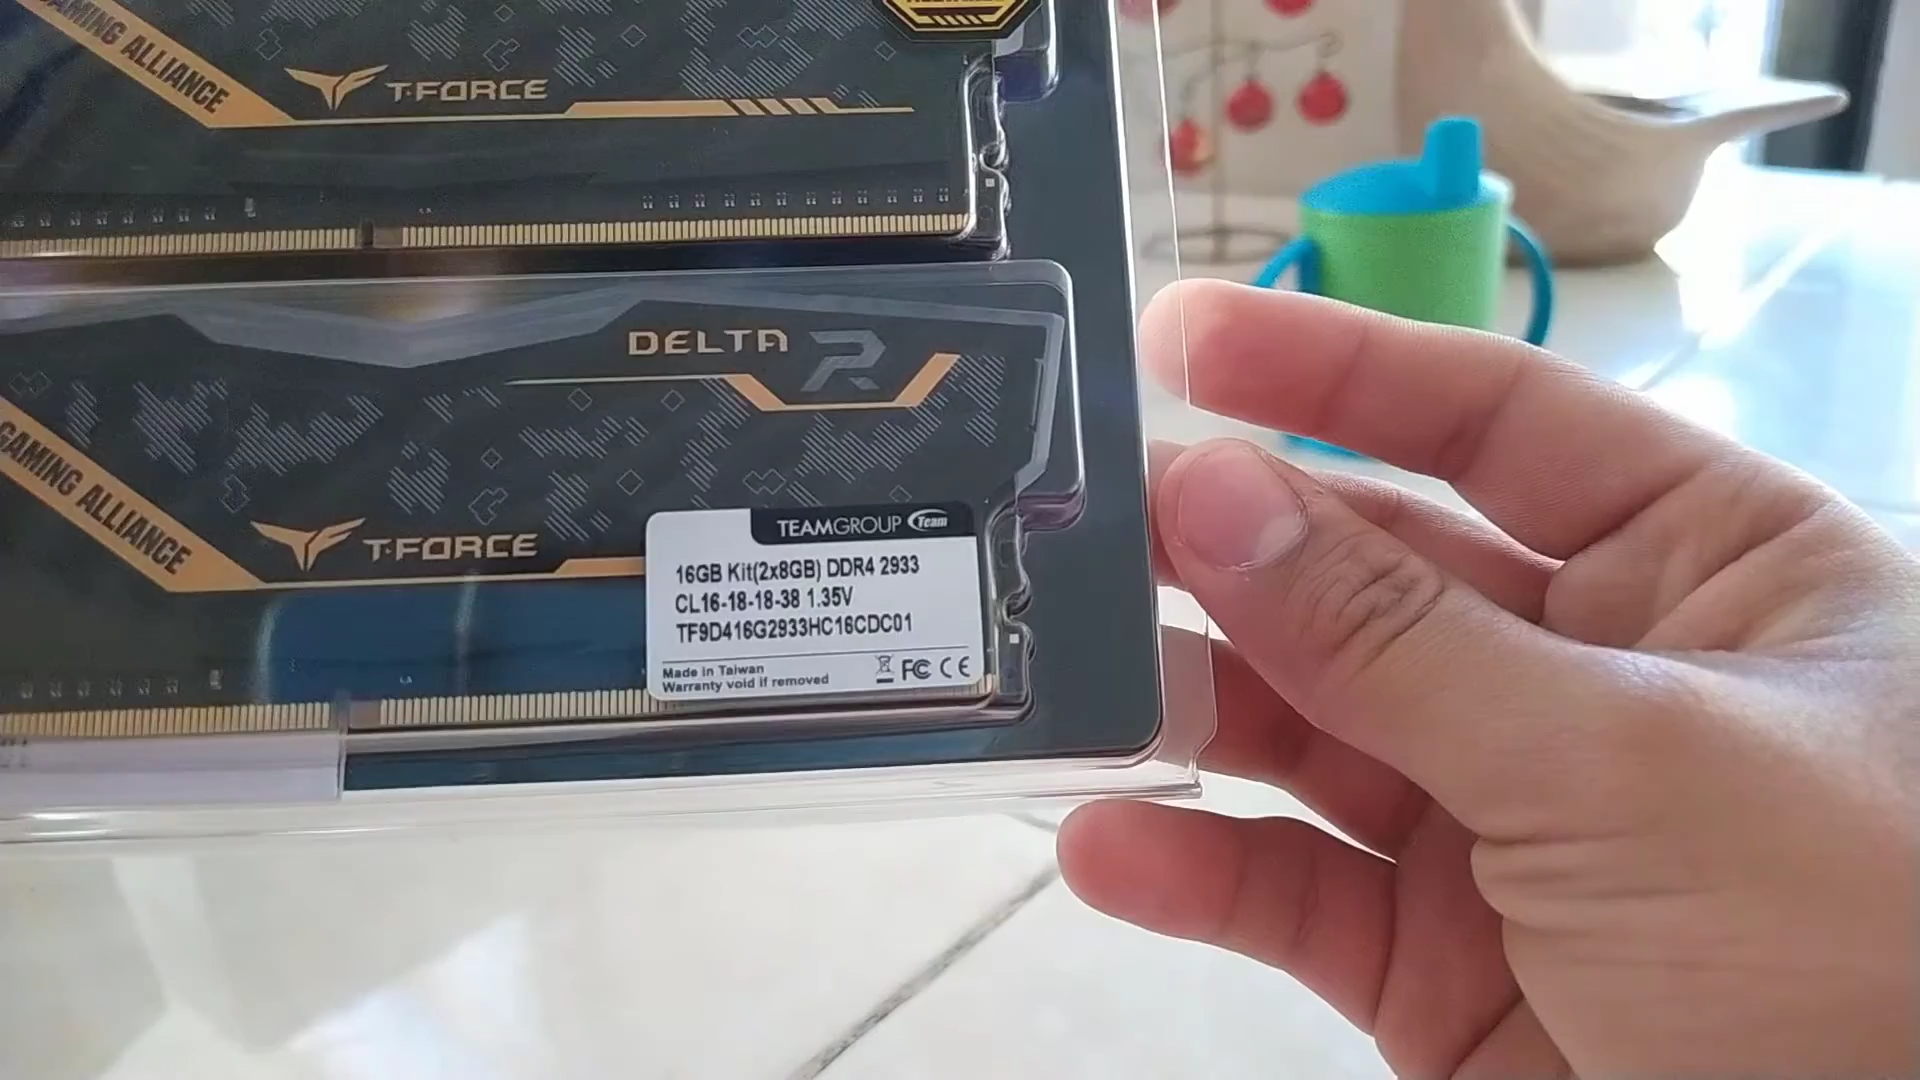 GAMING ALLIANCE
T-FORCE
DELTA R
GAMING ALLIANCE
T-FORCE
TEAMGROUP Team
16GB Kit(2x8GB) DDR4 2933
CL16-18-18-38 1.35V
TF9D416G2933HC16CDC01
Made in Taiwan
Warranty void if removed
FC CE